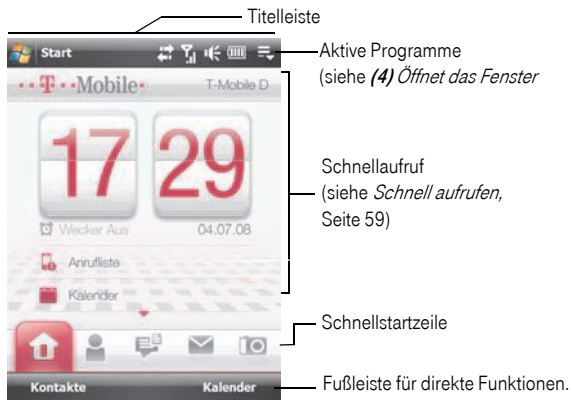 Titelleiste
Start
Aktive Programme
(siehe (4) Öffnet das Fenster
T Mobile
T-Mobile D
17 29
Schnellaufruf
(siehe Schnell aufrufen,
Seite 59)
Wecker Aus
04.07.08
Anrufliste
Kalender
Schnellstartzeile
Kontakte
Kalender
Fußleiste für direkte Funktionen.